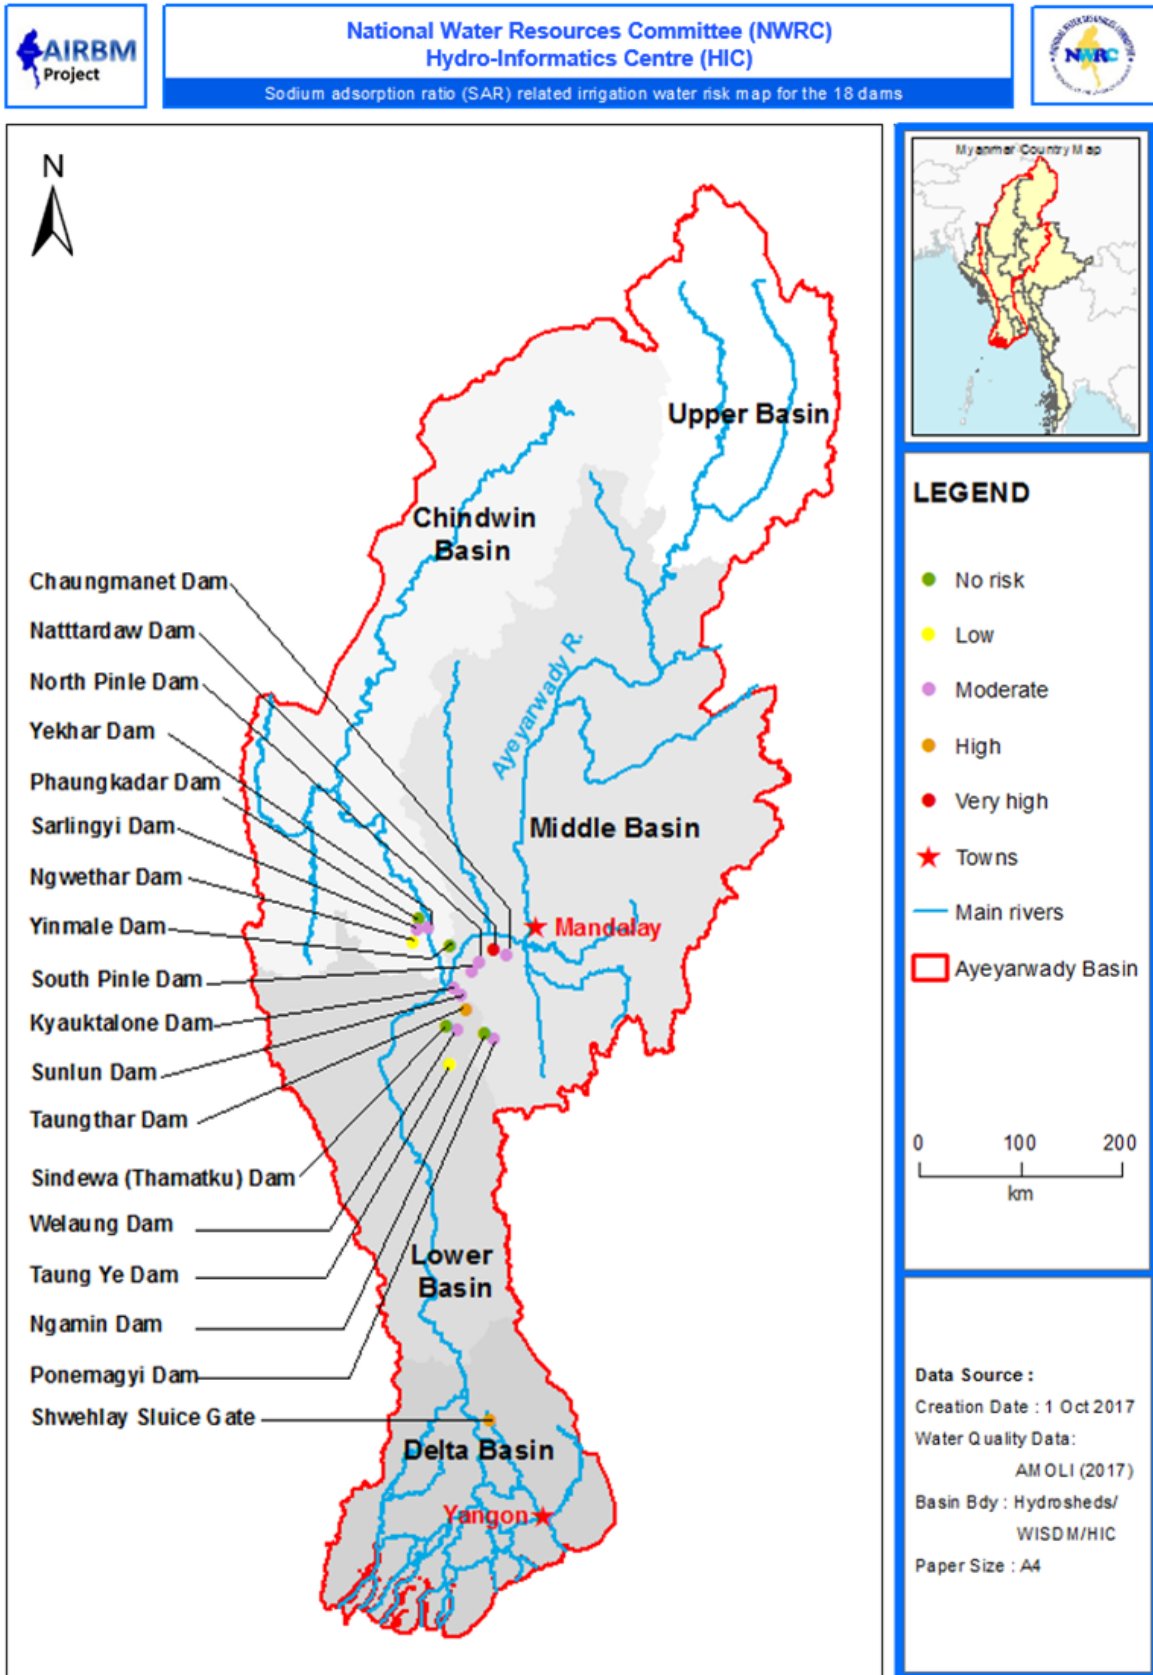 AIRBM
Project
National Water Resources Committee (NWRC)
Hydro-Informatics Centre (HIC)
Sodium adsorption ratio (SAR) related irrigation water risk map for the 18 dams
NWRC
N
Myanmar Country Map
Upper Basin
Chindwin
Basin
Ayeyarwady R.
Middle Basin
Mandalay
Chaungmanet Dam
Natttardaw Dam
North Pinle Dam
Yekhar Dam
Phaungkadar Dam
Sarlingyi Dam
Ngwethar Dam
Yinmale Dam
South Pinle Dam
Kyauktalone Dam
Sunlun Dam
Taungthar Dam
Sindewa (Thamatku) Dam
Welaung Dam
Taung Ye Dam
Ngamin Dam
Ponemagyi Dam
Shwehlay Sluice Gate
Lower
Basin
Delta Basin
Yangon
LEGEND
No risk
Low
Moderate
High
Very high
Towns
Main rivers
Ayeyarwady Basin
0 100 200
km
Data Source :
Creation Date : 1 Oct 2017
Water Quality Data:
AMOLI (2017)
Basin Bdy : Hydrosheds/
WISDM/HIC
Paper Size : A4